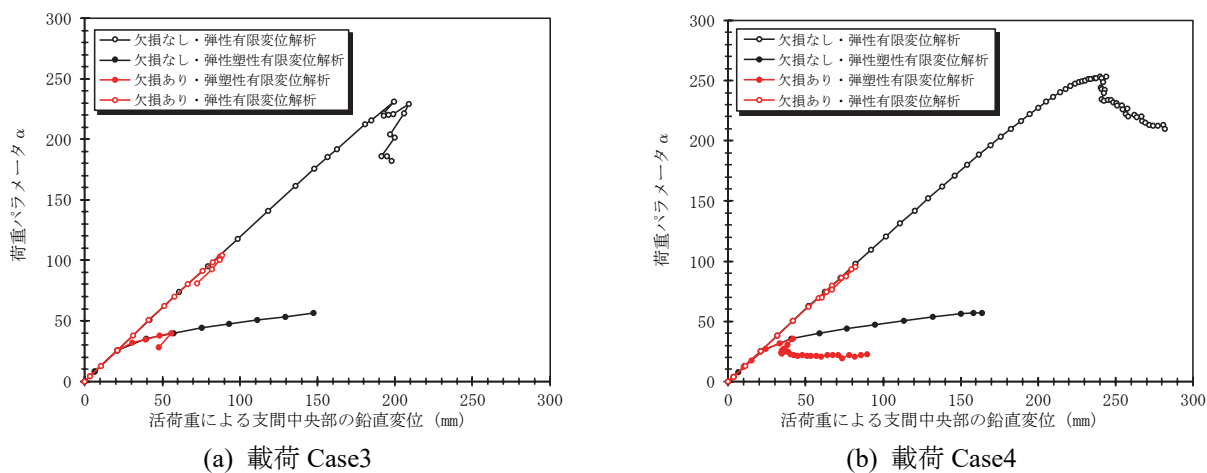 300
250
200
150
100
50
0
荷重パラメータα
欠損なし・弾性有限変位解析
欠損なし・弾性塑性有限変位解析
欠損あり・弾塑性有限変位解析
欠損あり・弾性有限変位解析
0 50 100 150 200 250 300
活荷重による支間中央部の鉛直変位 (mm)
(a) 載荷 Case3
300
250
200
150
100
50
0
荷重パラメータα
欠損なし・弾性有限変位解析
欠損なし・弾性塑性有限変位解析
欠損あり・弾塑性有限変位解析
欠損あり・弾性有限変位解析
0 50 100 150 200 250 300
活荷重による支間中央部の鉛直変位 (mm)
(b) 載荷 Case4